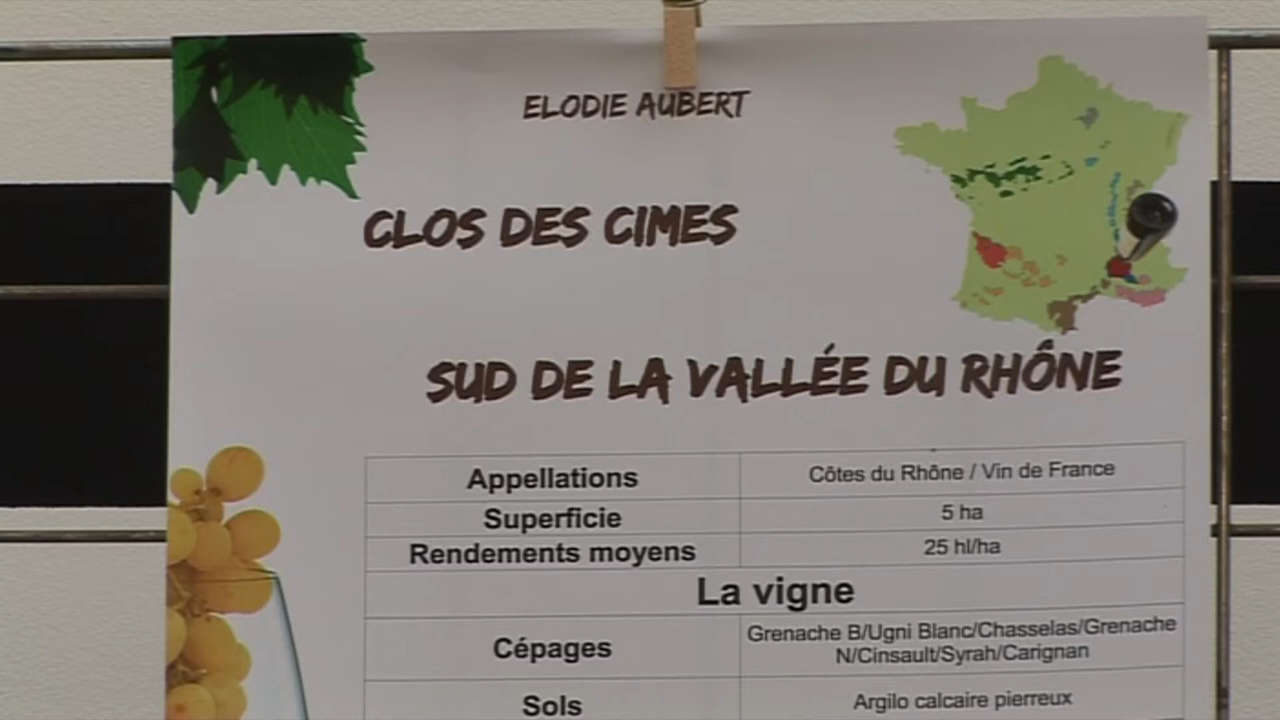 ELODIE AUBERT
CLOS DES CIMES
SUD DE LA VALLÉE DU RHÔNE
Appellations Côtes du Rhône / Vin de France
Superficie 5 ha
Rendements moyens 25 hl/ha
La vigne
Cépages Grenache B/Ugni Blanc/Chasselas/Grenache
N/Cinsault/Syrah/Carignan
Sols Argilo calcaire pierreux